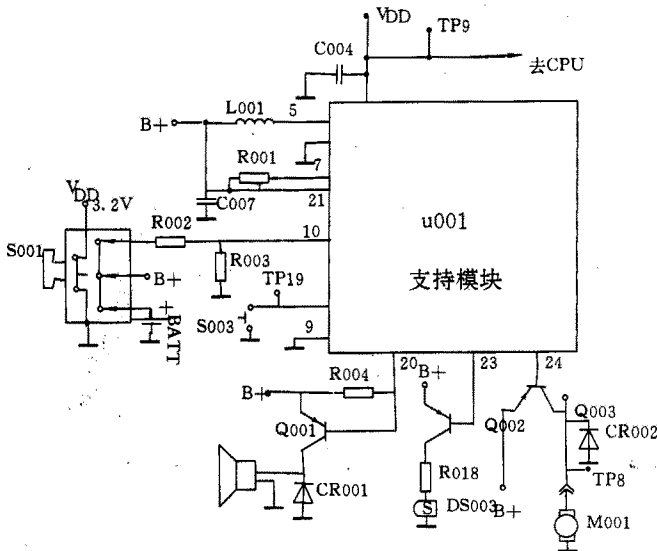 VDD
TP9
C004
去CPU
L001
5
B+
7
R001
C007
21
VDD
3.2V
R002
10
u001
支持模块
S001
R003
B+
TP19
+
BATT
S003
9
20
23
24
B+
R004
B+
Q001
Q002
Q003
CR002
R018
TP8
CR001
S
DS003
B+
M001